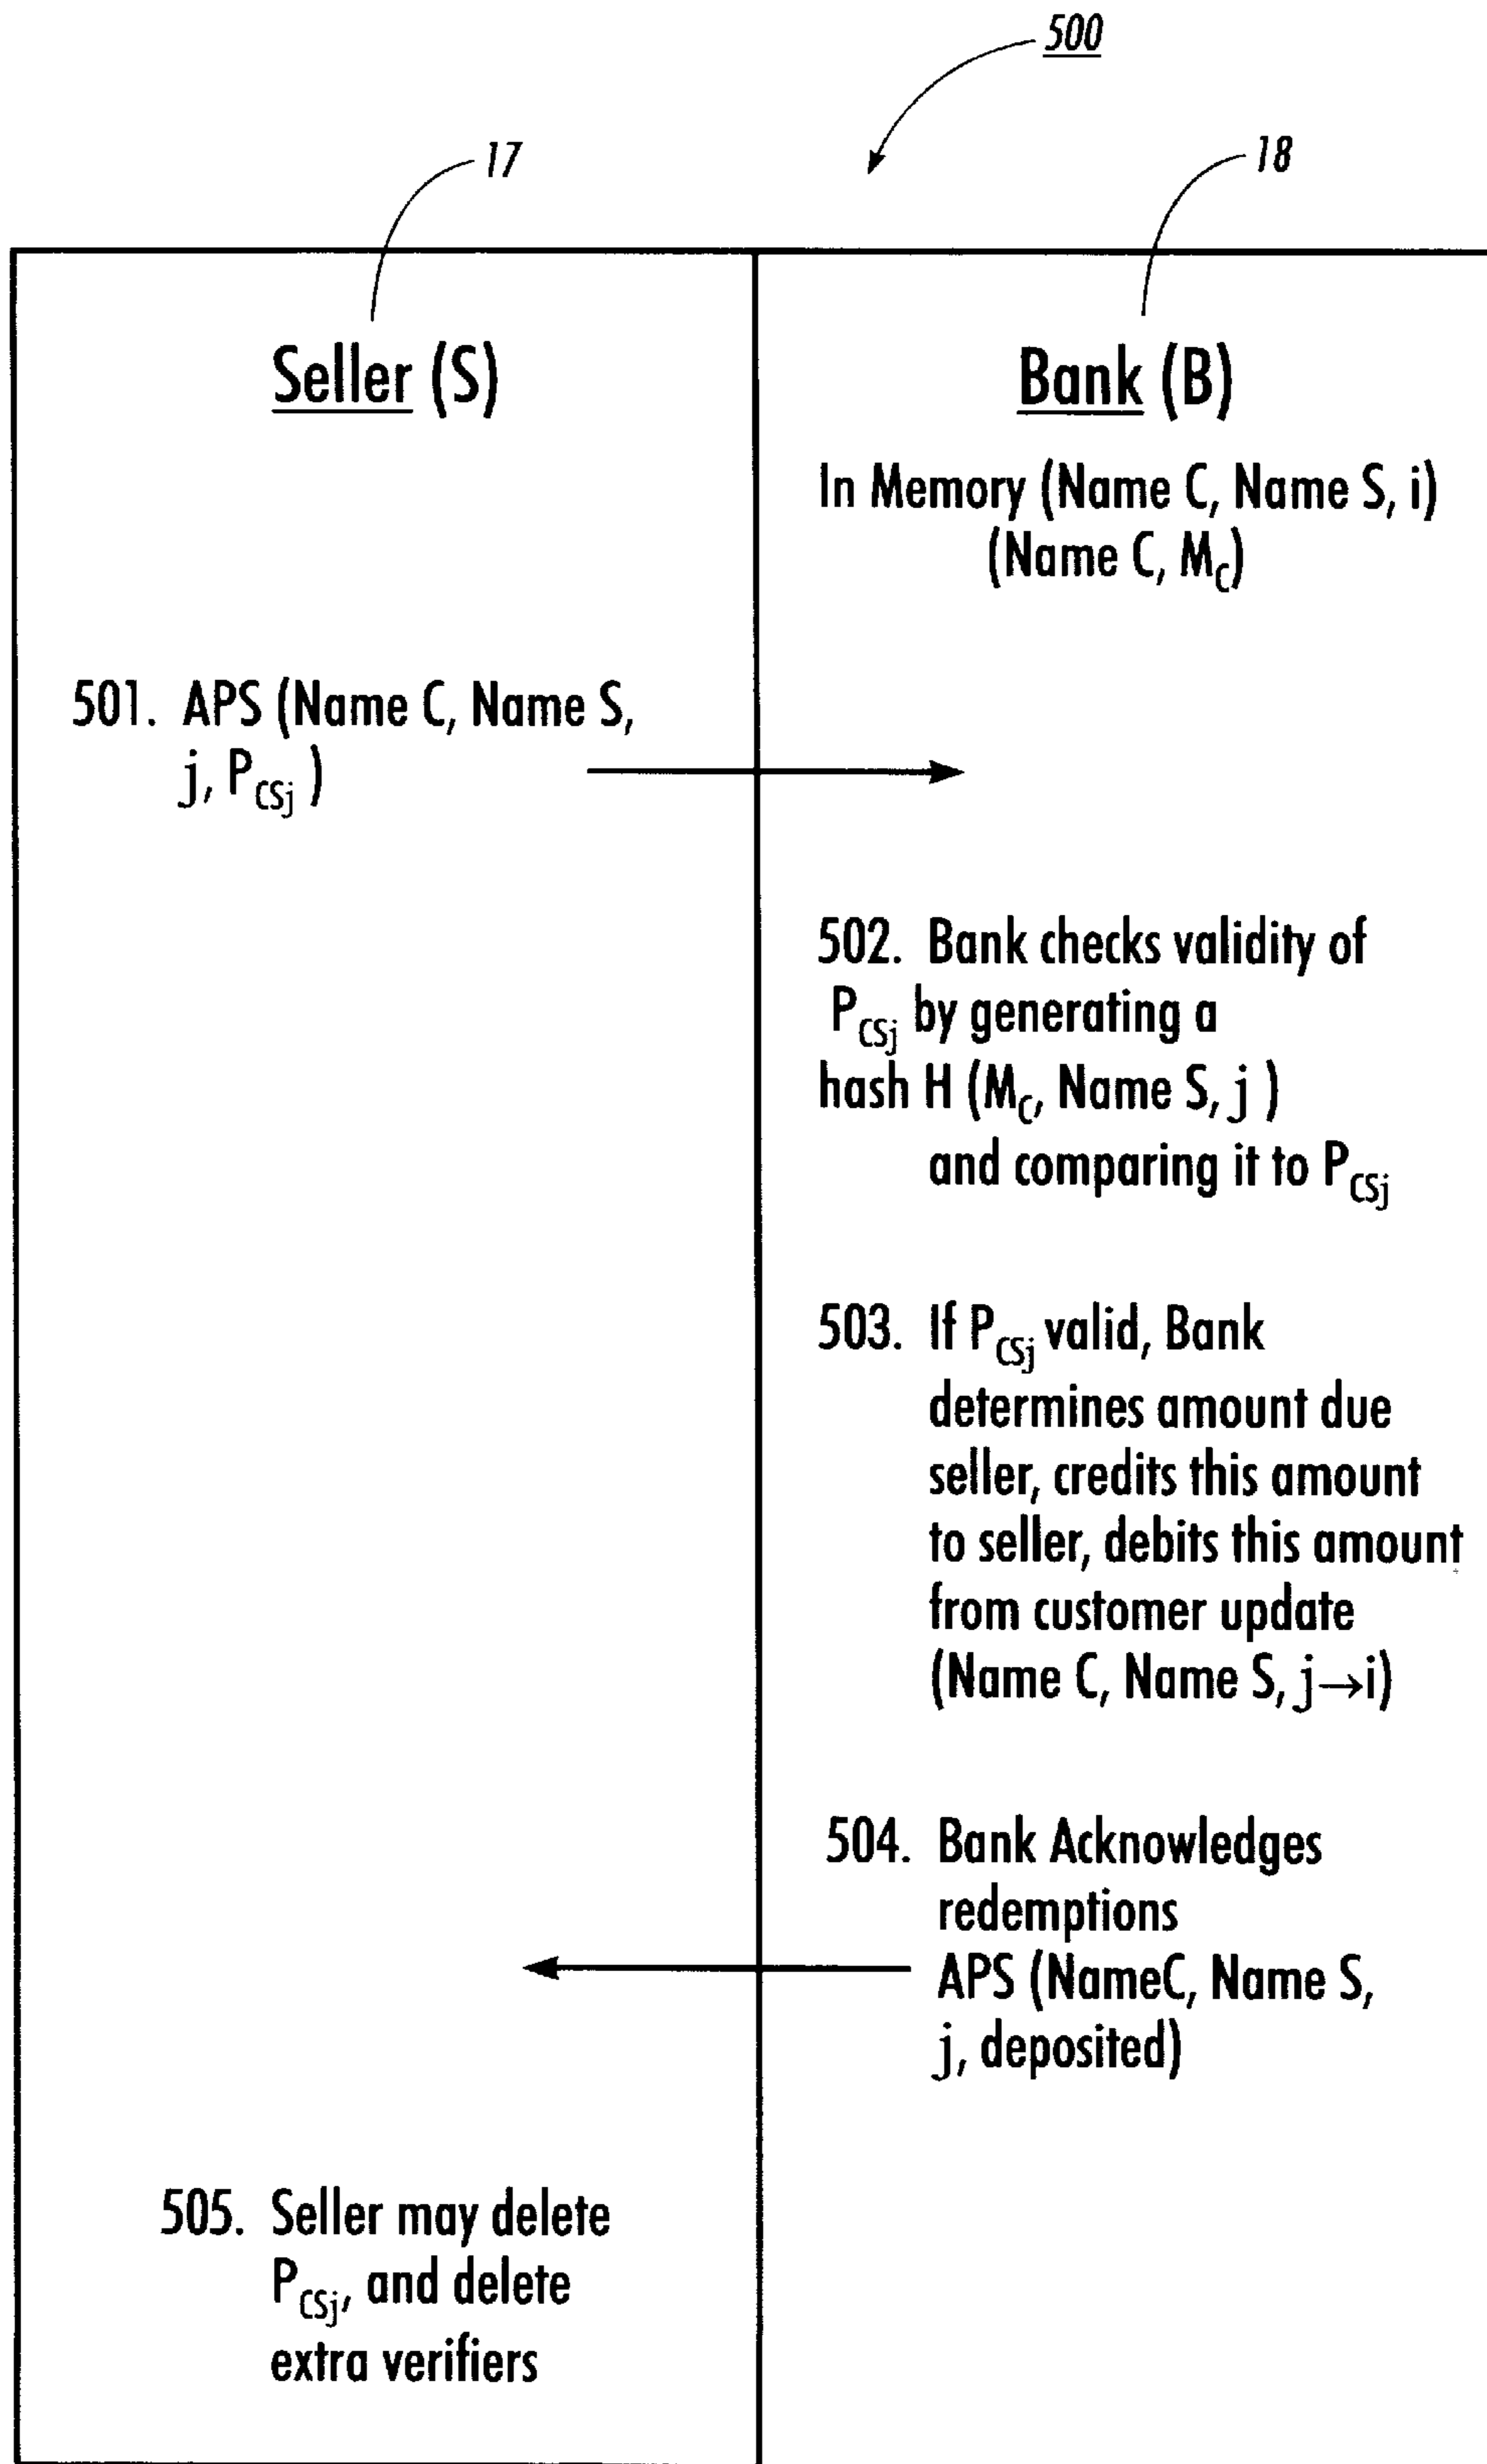 500
17
18
Seller (S)
Bank (B)
In Memory (Name C, Name S, i)
(Name C, M_C)
501. APS (Name C, Name S,
j, P_CSj )
502. Bank checks validity of
P_CSj by generating a
hash H (M_C, Name S, j )
and comparing it to P_CSj
503. If P_CSj valid, Bank
determines amount due
seller, credits this amount
to seller, debits this amount
from customer update
(Name C, Name S, j→i)
504. Bank Acknowledges
redemptions
APS (NameC, Name S,
j, deposited)
505. Seller may delete
P_CSj, and delete
extra verifiers